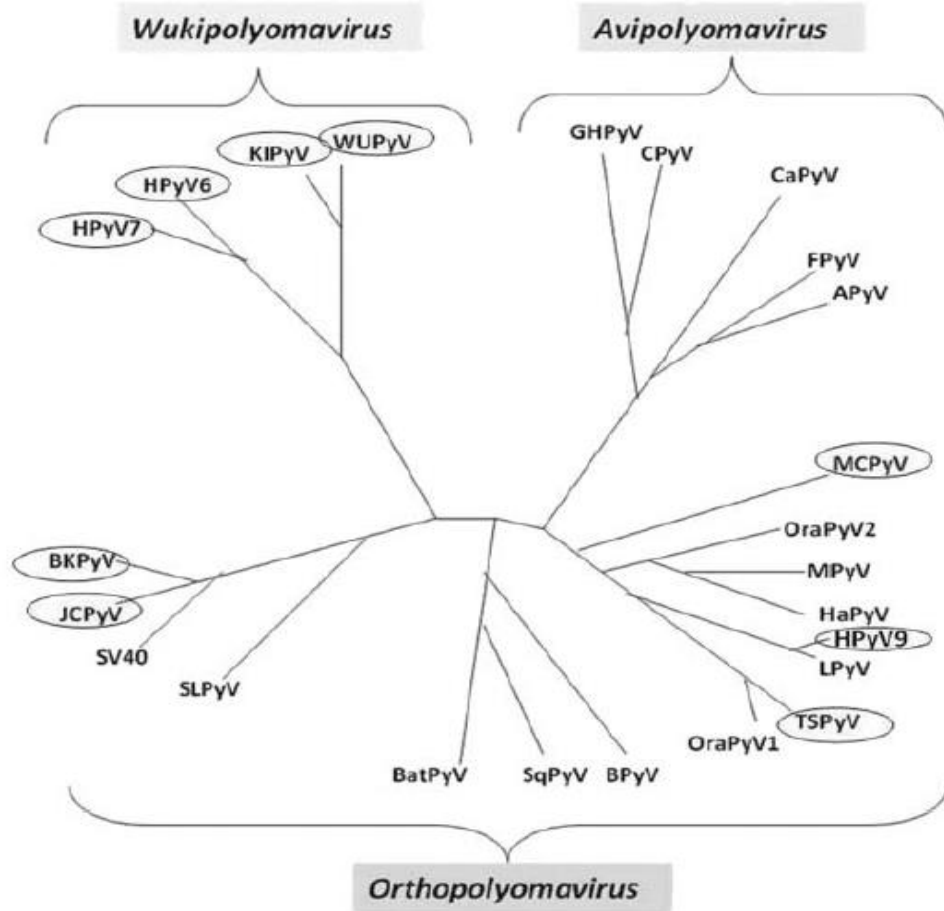 Wukipolyomavirus
Avipolyomavirus
GHPyV
CPyV
KIPyV
WUPyV
CaPyV
HPyV6
HPyV7
FPyV
APyV
MCPyV
OraPyV2
BKPyV
MPyV
JCPyV
HaPyV
HPyV9
SV40
LPyV
SLPyV
TSPyV
OraPyV1
BatPyV
SqPyV
BPyV
Orthopolyomavirus